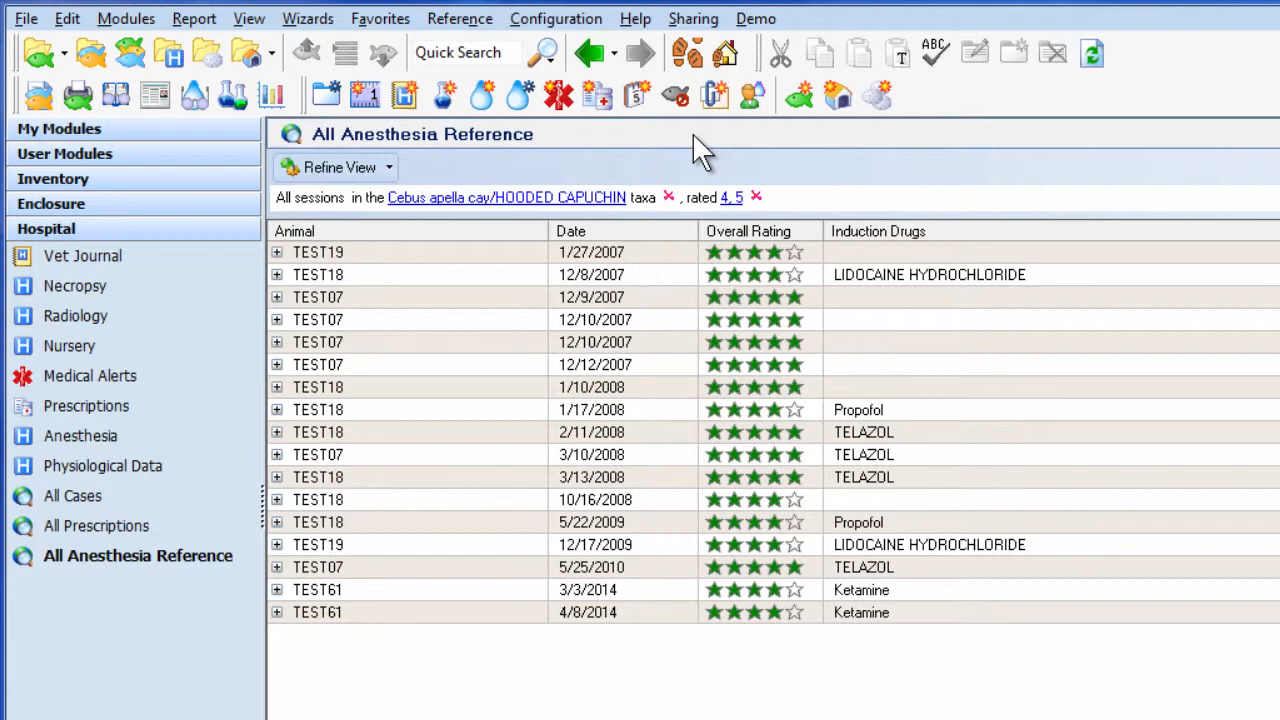 File Edit Modules Report View Wizards Favorites Reference Configuration Help Sharing Demo
Quick Search ABC
1 5
My Modules
User Modules
Inventory
Enclosure
Hospital
Vet Journal
Necropsy
Radiology
Nursery
Medical Alerts
Prescriptions
Anesthesia
Physiological Data
All Cases
All Prescriptions
All Anesthesia Reference
All Anesthesia Reference
Refine View
All sessions in the Cebus apella cay/HOODED CAPUCHIN taxa , rated 4, 5
Animal Date Overall Rating Induction Drugs
TEST19 1/27/2007
TEST18 12/8/2007 LIDOCAINE HYDROCHLORIDE
TEST07 12/9/2007
TEST07 12/10/2007
TEST07 12/10/2007
TEST07 12/12/2007
TEST18 1/10/2008
TEST18 1/17/2008 Propofol
TEST18 2/11/2008 TELAZOL
TEST07 3/10/2008 TELAZOL
TEST18 3/13/2008 TELAZOL
TEST18 10/16/2008
TEST18 5/22/2009 Propofol
TEST19 12/17/2009 LIDOCAINE HYDROCHLORIDE
TEST07 5/25/2010 TELAZOL
TEST61 3/3/2014 Ketamine
TEST61 4/8/2014 Ketamine